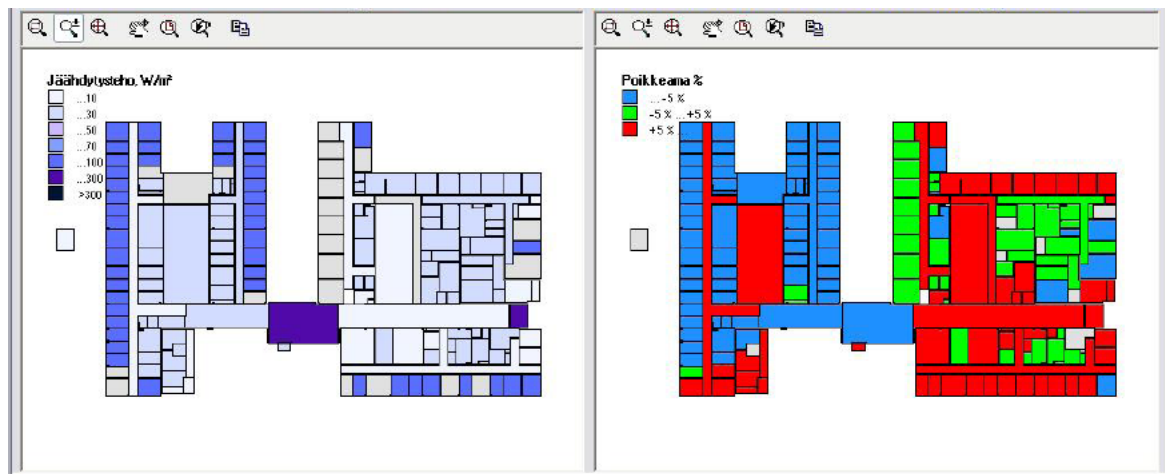 Jäähdytysteho, W/m²
...10
...30
...50
...70
...100
...300
>300
Poikkeama %
...-5 %
-5 % ...+5 %
+5 % ...